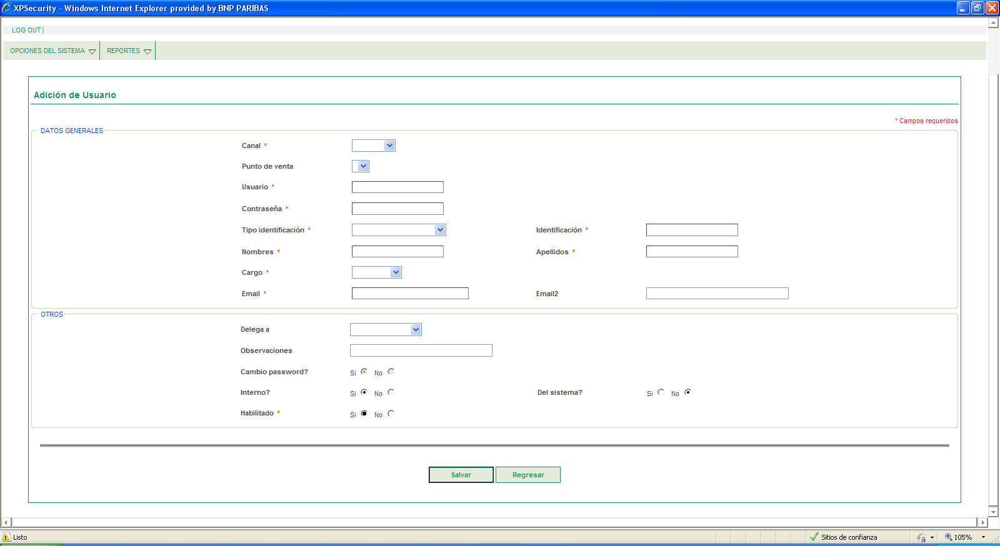 XPSecurity - Windows Internet Explorer provided by BNP PARIBAS
LOG OUT |
OPCIONES DEL SISTEMA REPORTES
Adición de Usuario
* Campos requeridos
DATOS GENERALES
Canal *
Punto de venta
Usuario *
Contraseña *
Tipo identificación * Identificación *
Nombres * Apellidos *
Cargo *
Email * Email2
OTROS
Delega a
Observaciones
Cambio password? Si No
Interno? Si No Del sistema? Si No
Habilitado * Si No
Salvar Regresar
Listo Sitios de confianza 105%